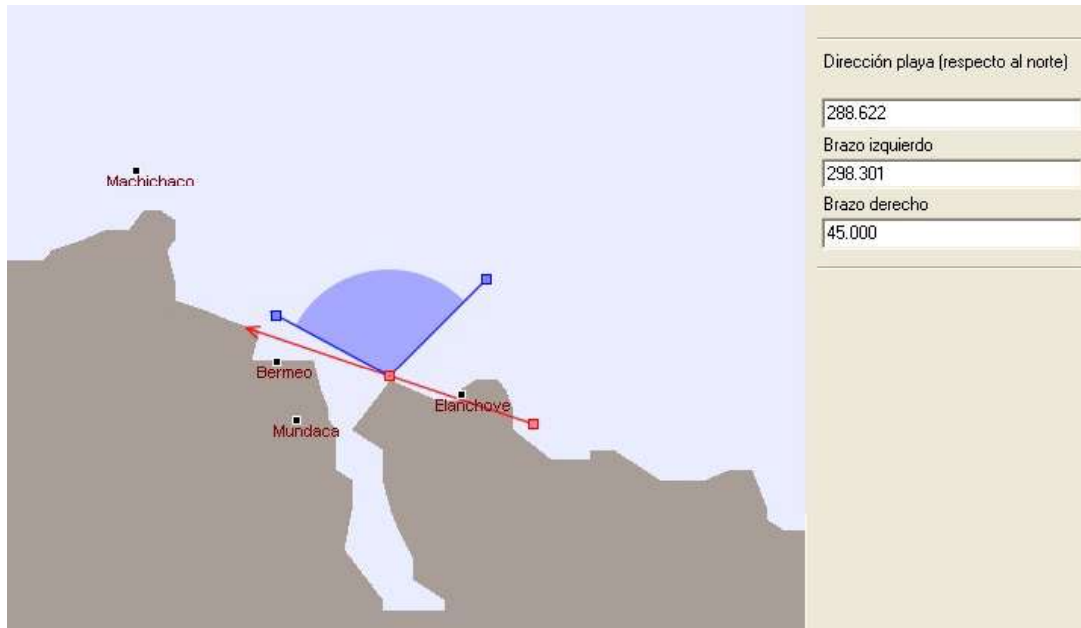 Dirección playa (respecto al norte)
288.622
Brazo izquierdo
298.301
Brazo derecho
45.000
Machichaco
Bermeo
Elanchove
Mundaca